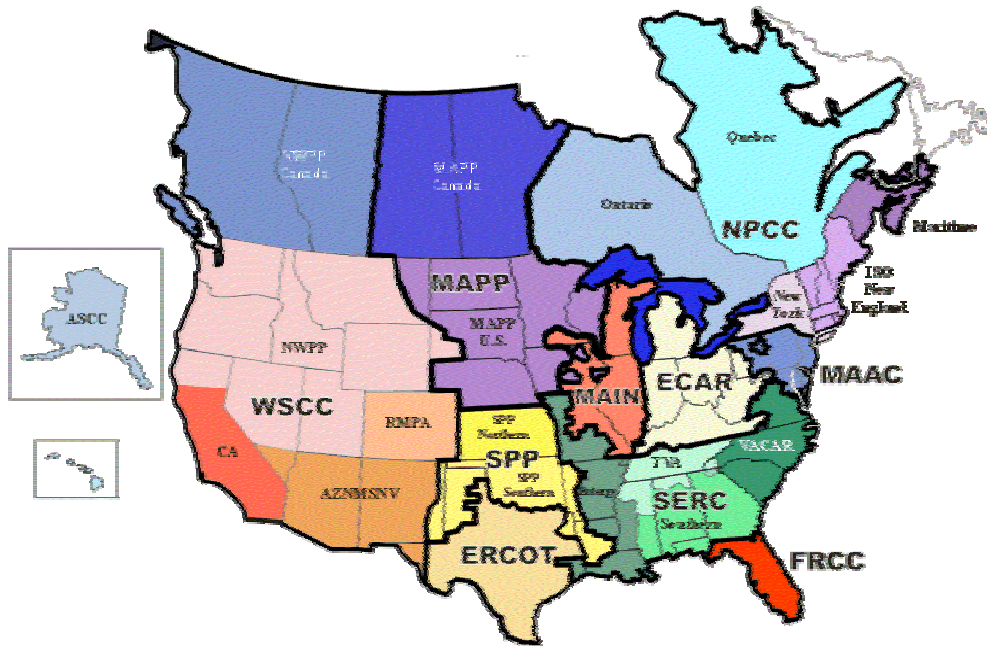 Quebec
NWPP
Canada
MAPP
Canada
Ontario
NPCC
Maritime
ISO
New
England
MAPP
New
York
ASCC
MAPP
U.S.
NWPP
MAAC
ECAR
MAIN
WSCC
RMPA
SPP
Northern
CA
VACAR
SPP
TVA
SPP
Southern
AZNMSNV
SERC
Southern
ERCOT
FRCC